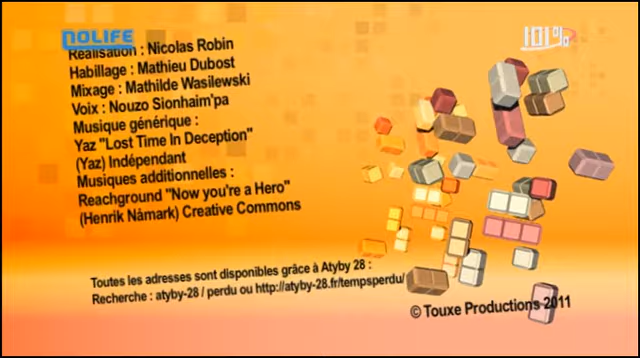 NOLIFE
101%
Réalisation : Nicolas Robin
Habillage : Mathieu Dubost
Mixage : Mathilde Wasilewski
Voix : Nouzo Sionhaim'pa
Musique générique :
Yaz "Lost Time In Deception"
(Yaz) Indépendant
Musiques additionnelles :
Reachground "Now you're a Hero"
(Henrik Nåmark) Creative Commons
Toutes les adresses sont disponibles grâce à Atyby 28 :
Recherche : atyby-28 / perdu ou http://atyby-28.fr/tempsperdu/
© Touxe Productions 2011